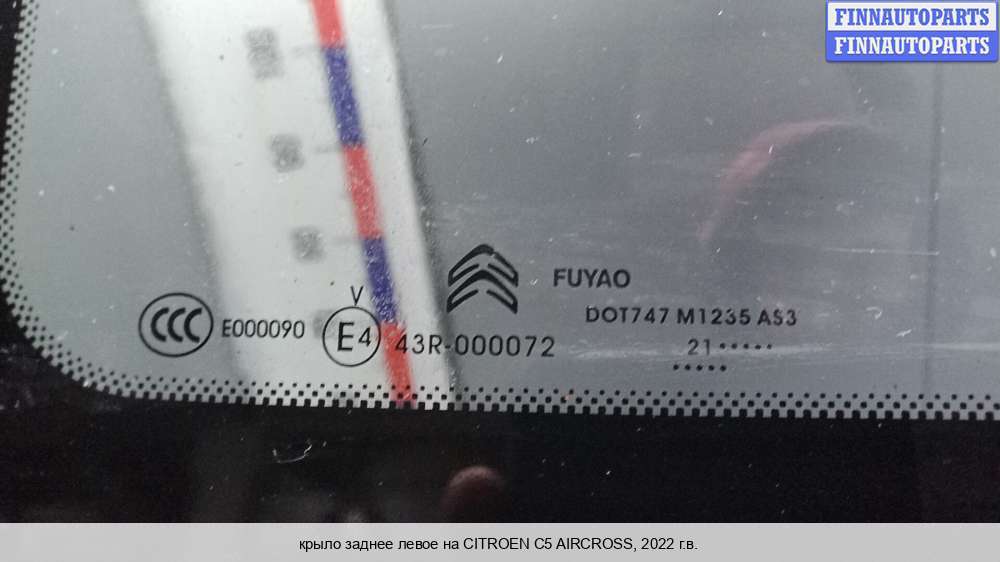 FINNAUTOPARTS
FINNAUTOPARTS
FUYAO
DOT747 M1235 AS3
21•••••
•••••
CCC E000090
V
E4 43R-000072
крыло заднее левое на CITROEN C5 AIRCROSS, 2022 г.в.